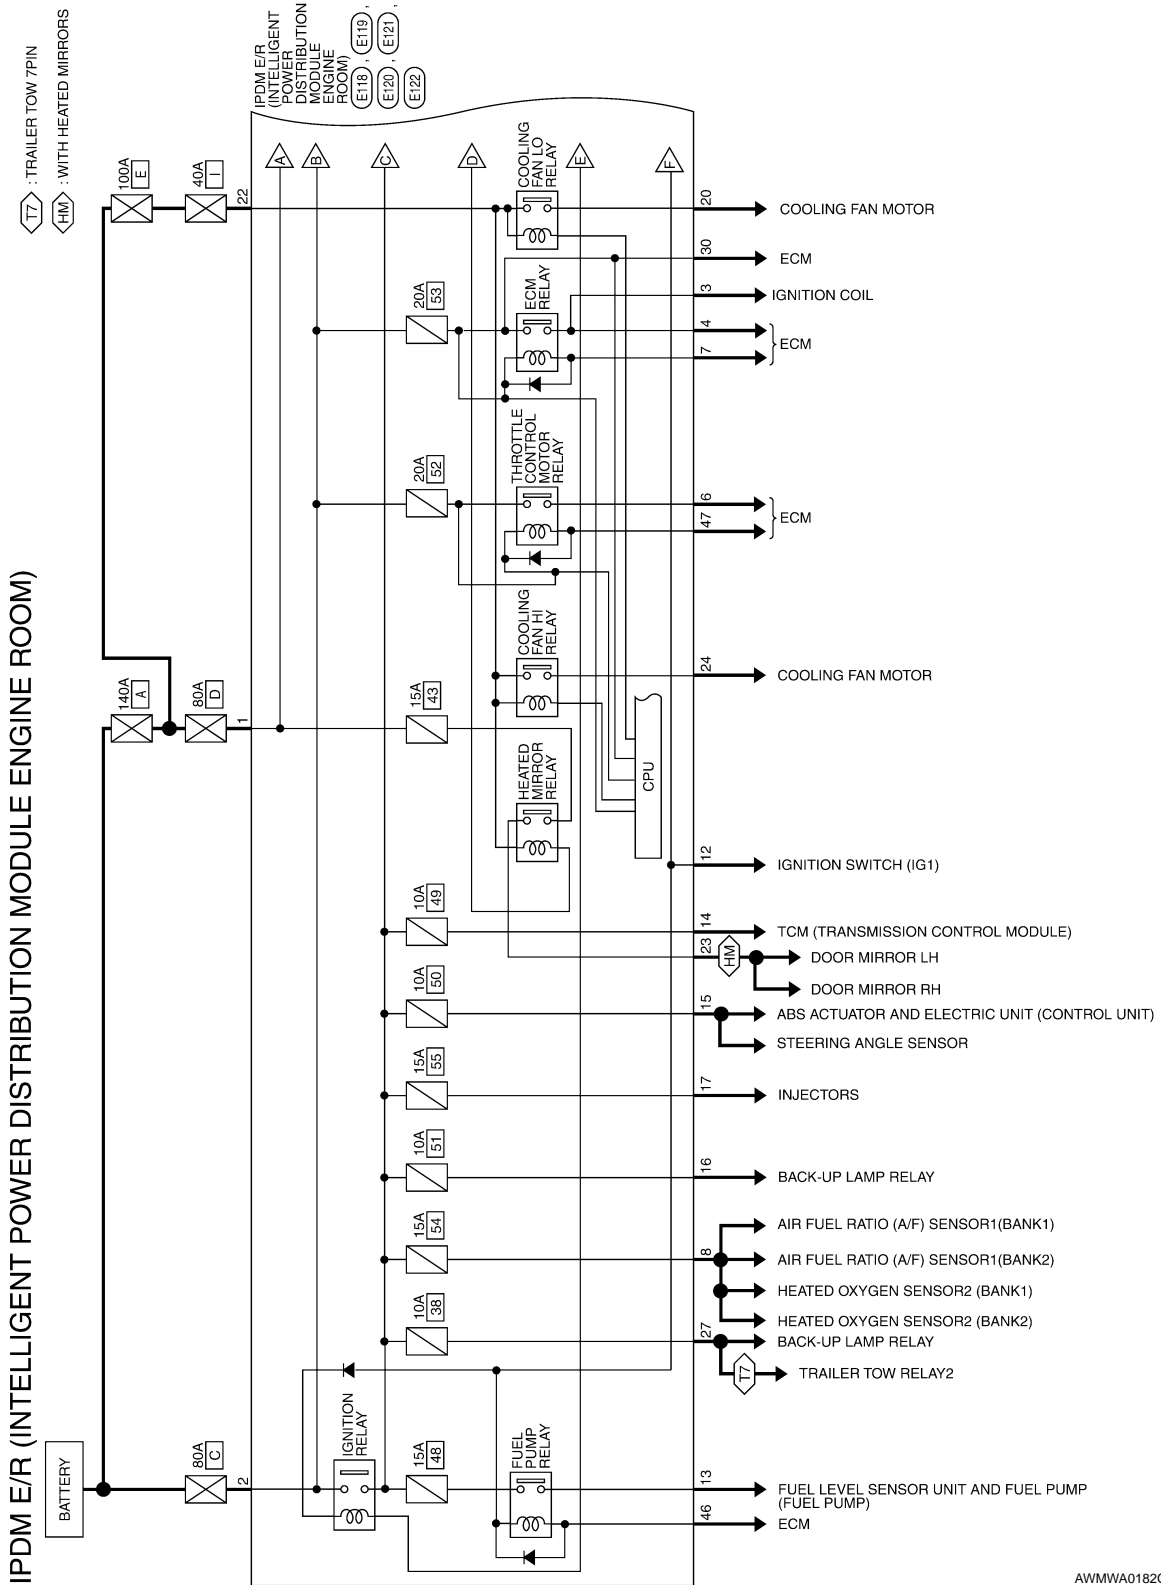 IPDM E/R (INTELLIGENT POWER DISTRIBUTION MODULE ENGINE ROOM)
T7 : TRAILER TOW 7PIN
HM : WITH HEATED MIRRORS
IPDM E/R
(INTELLIGENT
POWER
DISTRIBUTION
MODULE
ENGINE
ROOM)
E118 , E119 ,
E120 , E121 ,
E122
100A
E
40A
I
22
A
B
C
D
E
F
COOLING
FAN LO
RELAY
20
COOLING FAN MOTOR
30
ECM
20A
53
ECM
RELAY
3
IGNITION COIL
4
7
ECM
20A
52
THROTTLE
CONTROL
MOTOR
RELAY
6
47
ECM
COOLING
FAN HI
RELAY
24
COOLING FAN MOTOR
140A
A
80A
D
1
15A
43
HEATED
MIRROR
RELAY
CPU
12
IGNITION SWITCH (IG1)
10A
49
14
TCM (TRANSMISSION CONTROL MODULE)
23
HM
DOOR MIRROR LH
DOOR MIRROR RH
10A
50
15
ABS ACTUATOR AND ELECTRIC UNIT (CONTROL UNIT)
STEERING ANGLE SENSOR
15A
55
17
INJECTORS
10A
51
16
BACK-UP LAMP RELAY
15A
54
8
AIR FUEL RATIO (A/F) SENSOR1(BANK1)
AIR FUEL RATIO (A/F) SENSOR1(BANK2)
HEATED OXYGEN SENSOR2 (BANK1)
HEATED OXYGEN SENSOR2 (BANK2)
10A
38
27
BACK-UP LAMP RELAY
T7
TRAILER TOW RELAY2
BATTERY
80A
C
2
IGNITION
RELAY
15A
48
FUEL
PUMP
RELAY
13
FUEL LEVEL SENSOR UNIT AND FUEL PUMP
(FUEL PUMP)
46
ECM